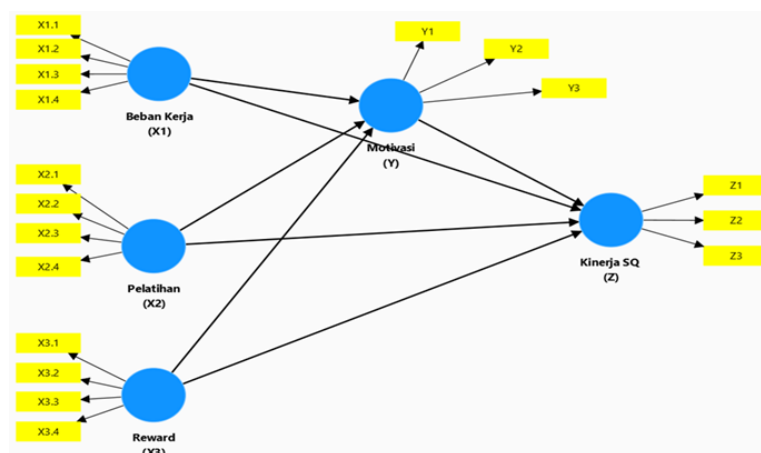 X1.1
X1.2
X1.3
X1.4
Beban Kerja
(X1)
X2.1
X2.2
X2.3
X2.4
Pelatihan
(X2)
X3.1
X3.2
X3.3
X3.4
Reward
(X3)
Y1
Y2
Y3
Motivasi
(Y)
Kinerja SQ
(Z)
Z1
Z2
Z3